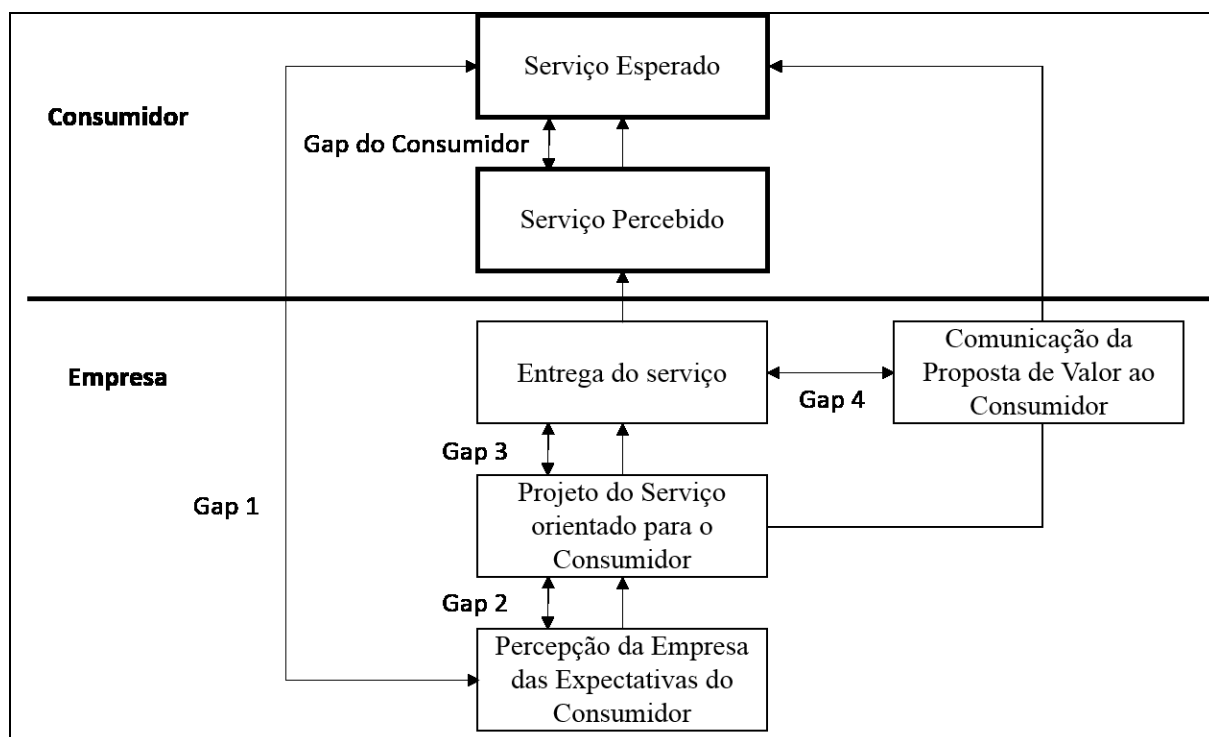 Serviço Esperado
Consumidor
Gap do Consumidor
Serviço Percebido
Empresa
Entrega do serviço
Comunicação da
Proposta de Valor ao
Consumidor
Gap 4
Gap 3
Gap 1
Projeto do Serviço
orientado para o
Consumidor
Gap 2
Percepção da Empresa
das Expectativas do
Consumidor